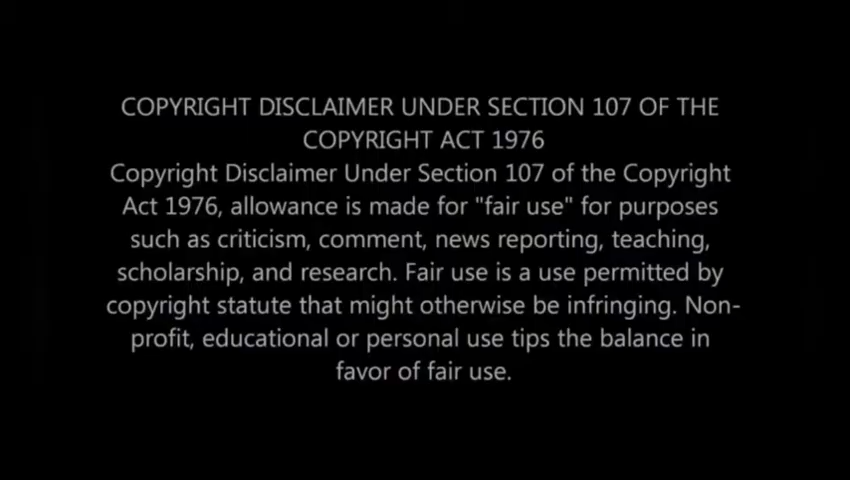 COPYRIGHT DISCLAIMER UNDER SECTION 107 OF THE
COPYRIGHT ACT 1976
Copyright Disclaimer Under Section 107 of the Copyright
Act 1976, allowance is made for "fair use" for purposes
such as criticism, comment, news reporting, teaching,
scholarship, and research. Fair use is a use permitted by
copyright statute that might otherwise be infringing. Non-
profit, educational or personal use tips the balance in
favor of fair use.